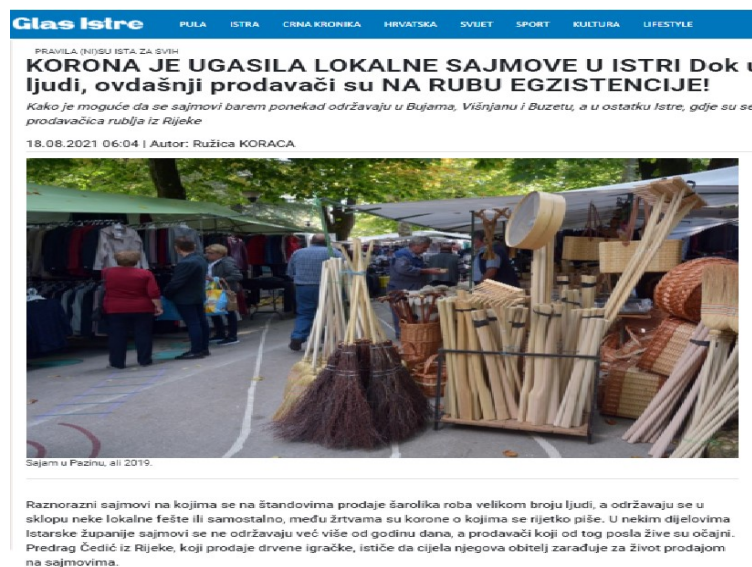 Glas Istre
PULA ISTRA CRNA KRONIKA HRVATSKA SVIJET SPORT KULTURA LIFESTYLE
PRAVILA (NI)SU ISTA ZA SVIH
KORONA JE UGASILA LOKALNE SAJMOVE U ISTRI Dok u
ljudi, ovdašnji prodavači su NA RUBU EGZISTENCIJE!
Kako je moguće da se sajmovi barem ponekad održavaju u Bujama, Višnjanu i Buzetu, a u ostatku Istre, gdje su se
prodavačica rublja iz Rijeke
18.08.2021 06:04 | Autor: Ružica KORACA
Sajam u Pazinu, ali 2019.
Raznorazni sajmovi na kojima se na štandovima prodaje šarolika roba velikom broju ljudi, a održavaju se u
sklopu neke lokalne fešte ili samostalno, među žrtvama su korone o kojima se rijetko piše. U nekim dijelovima
Istarske županije sajmovi se ne održavaju već više od godinu dana, a prodavači koji od tog posla žive su očajni.
Predrag Čedić iz Rijeke, koji prodaje drvene igračke, ističe da cijela njegova obitelj zarađuje za život prodajom
na sajmovima.